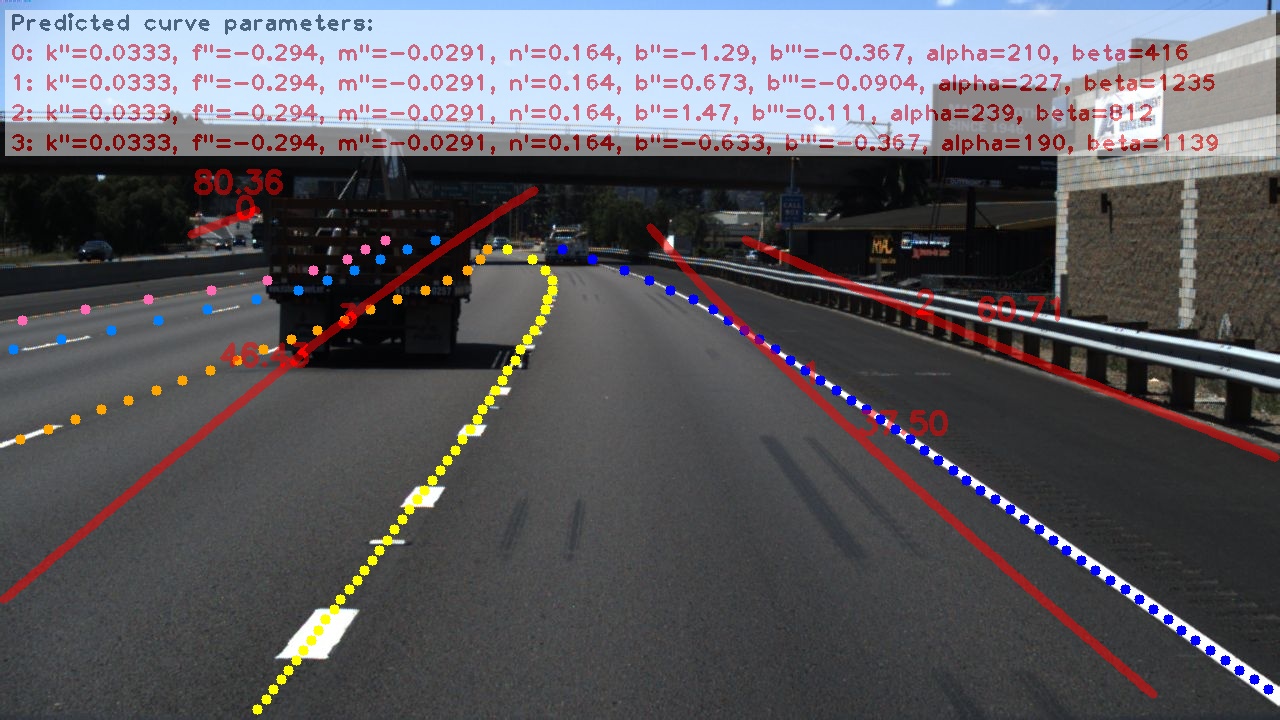 Predicted curve parameters:
0: k''=0.0333, f''=-0.294, m''=-0.0291, n'=0.164, b''=-1.29, b'''=-0.367, alpha=210, beta=416
1: k''=0.0333, f''=-0.294, m''=-0.0291, n'=0.164, b''=0.673, b'''=-0.0904, alpha=227, beta=1235
2: k''=0.0333, f''=-0.294, m''=-0.0291, n'=0.164, b''=1.47, b'''=0.111, alpha=239, beta=812
3: k''=0.0333, f''=-0.294, m''=-0.0291, n'=0.164, b''=-0.633, b'''=-0.367, alpha=190, beta=1139
SINCE 1946
80.36
0
CALL
BOX
2
60.71
3
1